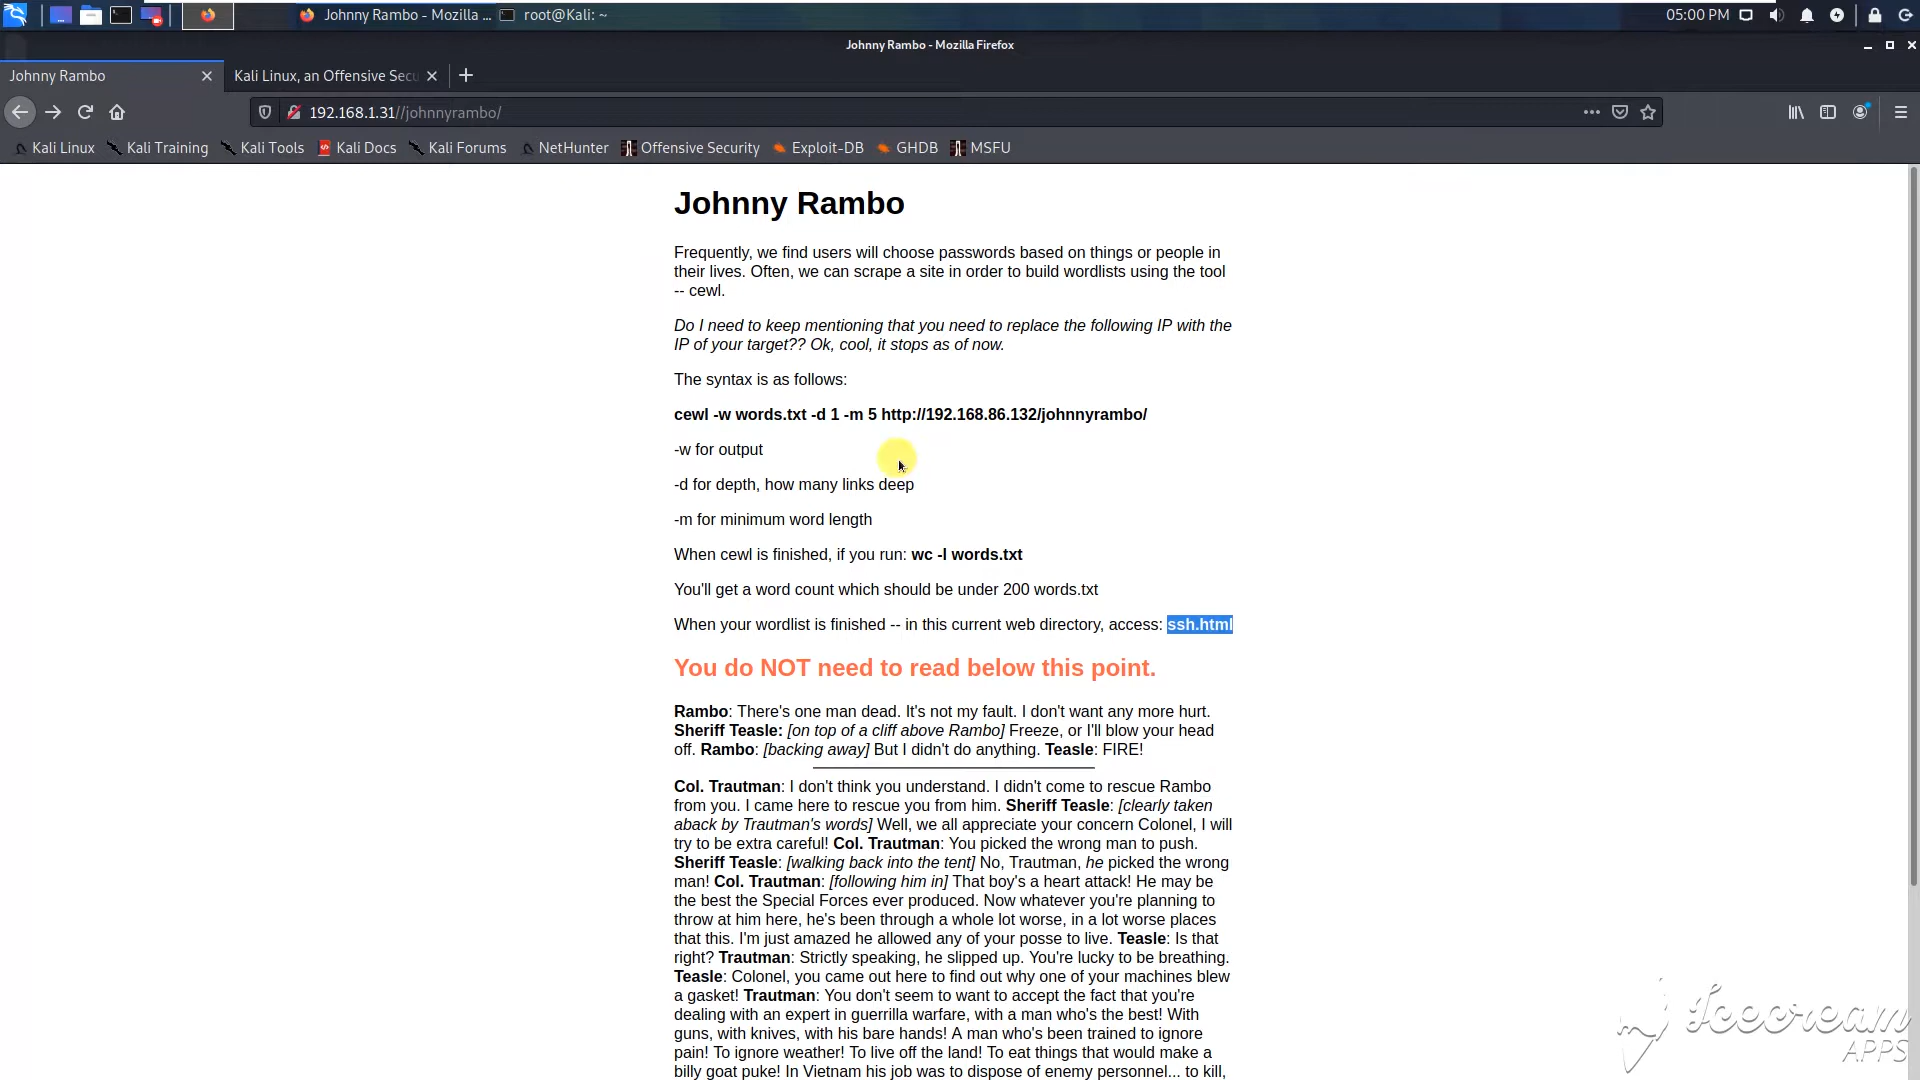 Johnny Rambo - Mozilla ...
root@Kali: ~
05:00 PM
Johnny Rambo - Mozilla Firefox
Johnny Rambo
Kali Linux, an Offensive Secu
192.168.1.31//johnnyrambo/
Kali Linux
Kali Training
Kali Tools
Kali Docs
Kali Forums
NetHunter
Offensive Security
Exploit-DB
GHDB
MSFU
Johnny Rambo
Frequently, we find users will choose passwords based on things or people in
their lives. Often, we can scrape a site in order to build wordlists using the tool
-- cewl.
Do I need to keep mentioning that you need to replace the following IP with the
IP of your target?? Ok, cool, it stops as of now.
The syntax is as follows:
cewl -w words.txt -d 1 -m 5 http://192.168.86.132/johnnyrambo/
-w for output
-d for depth, how many links deep
-m for minimum word length
When cewl is finished, if you run: wc -l words.txt
You'll get a word count which should be under 200 words.txt
When your wordlist is finished -- in this current web directory, access: ssh.html
You do NOT need to read below this point.
Rambo: There's one man dead. It's not my fault. I don't want any more hurt.
Sheriff Teasle: [on top of a cliff above Rambo] Freeze, or I'll blow your head
off. Rambo: [backing away] But I didn't do anything. Teasle: FIRE!
Col. Trautman: I don't think you understand. I didn't come to rescue Rambo
from you. I came here to rescue you from him. Sheriff Teasle: [clearly taken
aback by Trautman's words] Well, we all appreciate your concern Colonel, I will
try to be extra careful! Col. Trautman: You picked the wrong man to push.
Sheriff Teasle: [walking back into the tent] No, Trautman, he picked the wrong
man! Col. Trautman: [following him in] That boy's a heart attack! He may be
the best the Special Forces ever produced. Now whatever you're planning to
throw at him here, he's been through a whole lot worse, in a lot worse places
that this. I'm just amazed he allowed any of your posse to live. Teasle: Is that
right? Trautman: Strictly speaking, he slipped up. You're lucky to be breathing.
Teasle: Colonel, you came out here to find out why one of your machines blew
a gasket! Trautman: You don't seem to want to accept the fact that you're
dealing with an expert in guerrilla warfare, with a man who's the best! With
guns, with knives, with his bare hands! A man who's been trained to ignore
pain! To ignore weather! To live off the land! To eat things that would make a
billy goat puke! In Vietnam his job was to dispose of enemy personnel... to kill,
Icecream
APPS